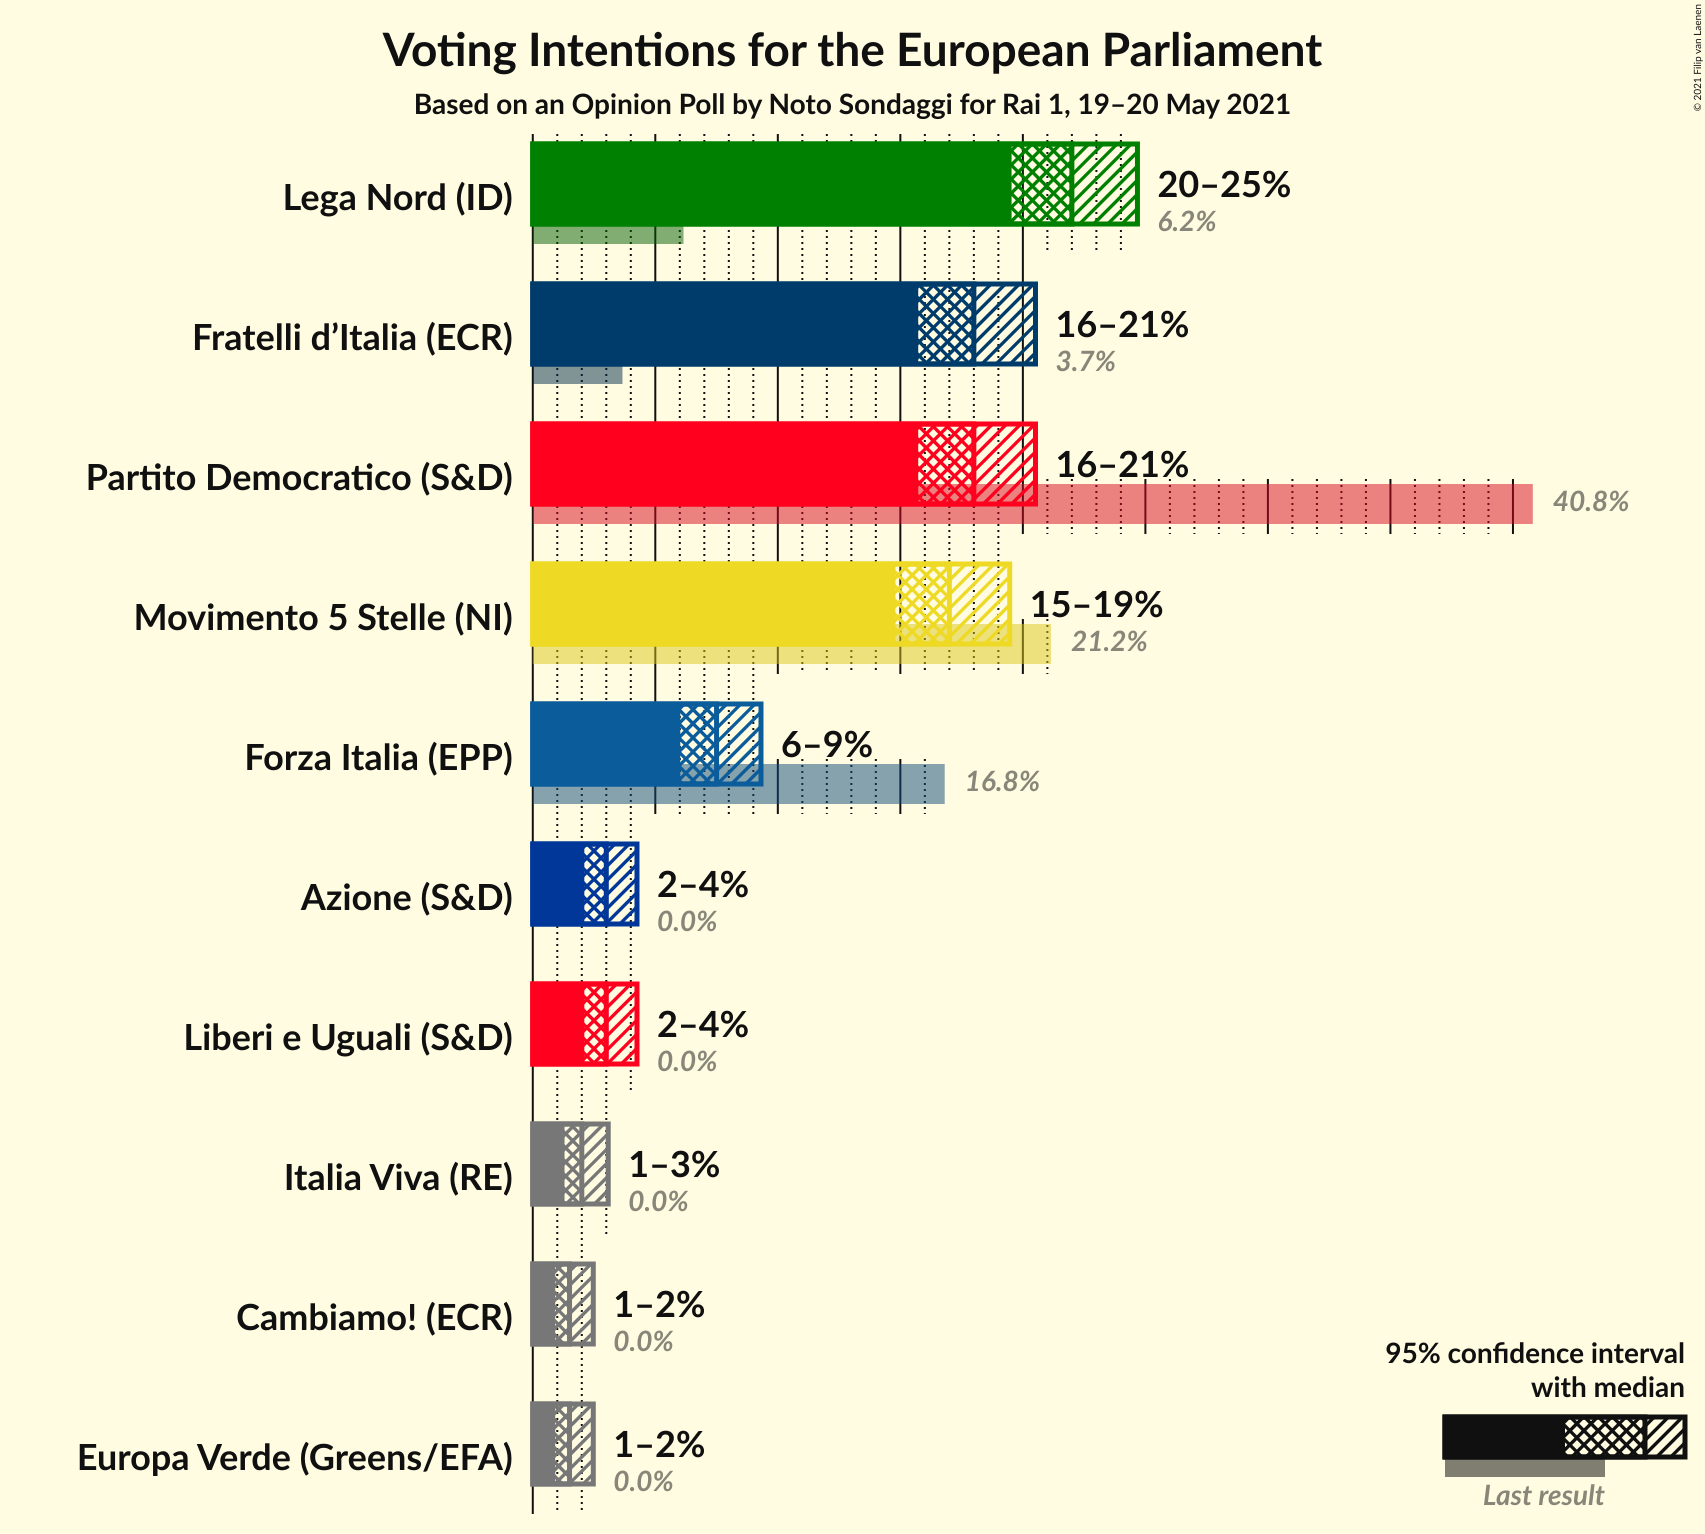 © 2021 Filip van Laenen
Voting Intentions for the European Parliament
Based on an Opinion Poll by Noto Sondaggi for Rai 1, 19–20 May 2021
Lega Nord (ID)
20–25%
6.2%
Fratelli d’Italia (ECR)
16–21%
3.7%
Partito Democratico (S&D)
16–21%
40.8%
Movimento 5 Stelle (NI)
15–19%
21.2%
Forza Italia (EPP)
6–9%
16.8%
Azione (S&D)
2–4%
0.0%
Liberi e Uguali (S&D)
2–4%
0.0%
Italia Viva (RE)
1–3%
0.0%
Cambiamo! (ECR)
1–2%
0.0%
Europa Verde (Greens/EFA)
1–2%
0.0%
95% confidence interval
with median
Last result